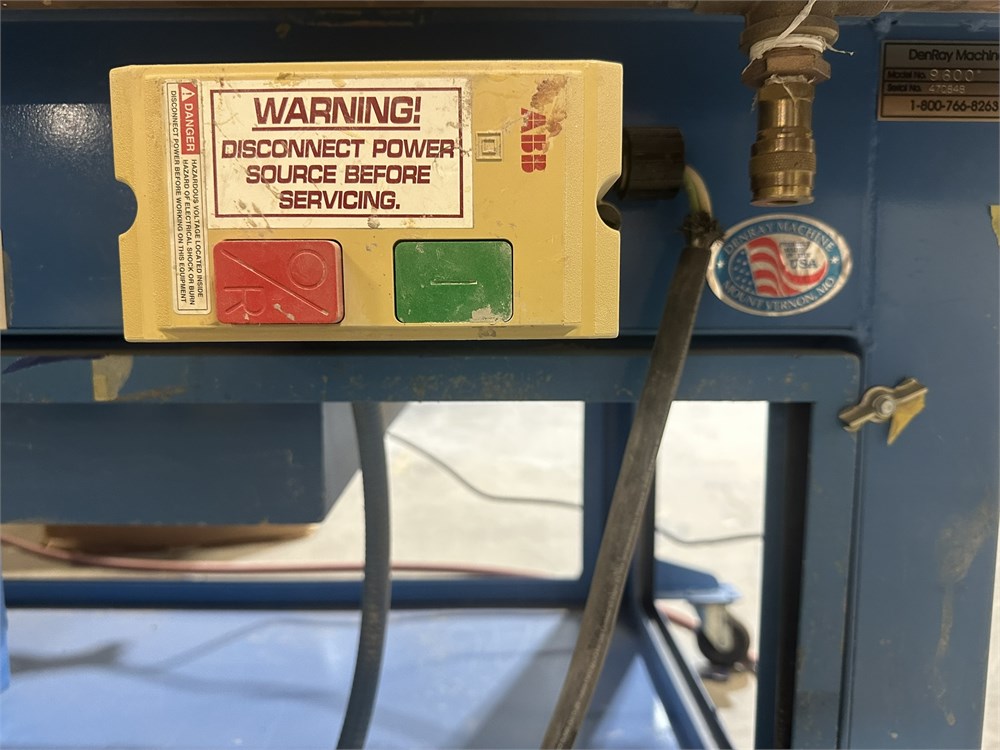 WARNING!
DISCONNECT POWER
SOURCE BEFORE
SERVICING.
DANGER
HAZARDOUS VOLTAGE LOCATED INSIDE
HAZARD OF ELECTRICAL SHOCK OR BURN
DISCONNECT POWER BEFORE WORKING ON THIS EQUIPMENT
ABB
O/R
I
DenRay Machine
Model No. 9600
Serial No.
1-800-766-8263
DENRAY MACHINE
USA
MOUNT VERNON, MO